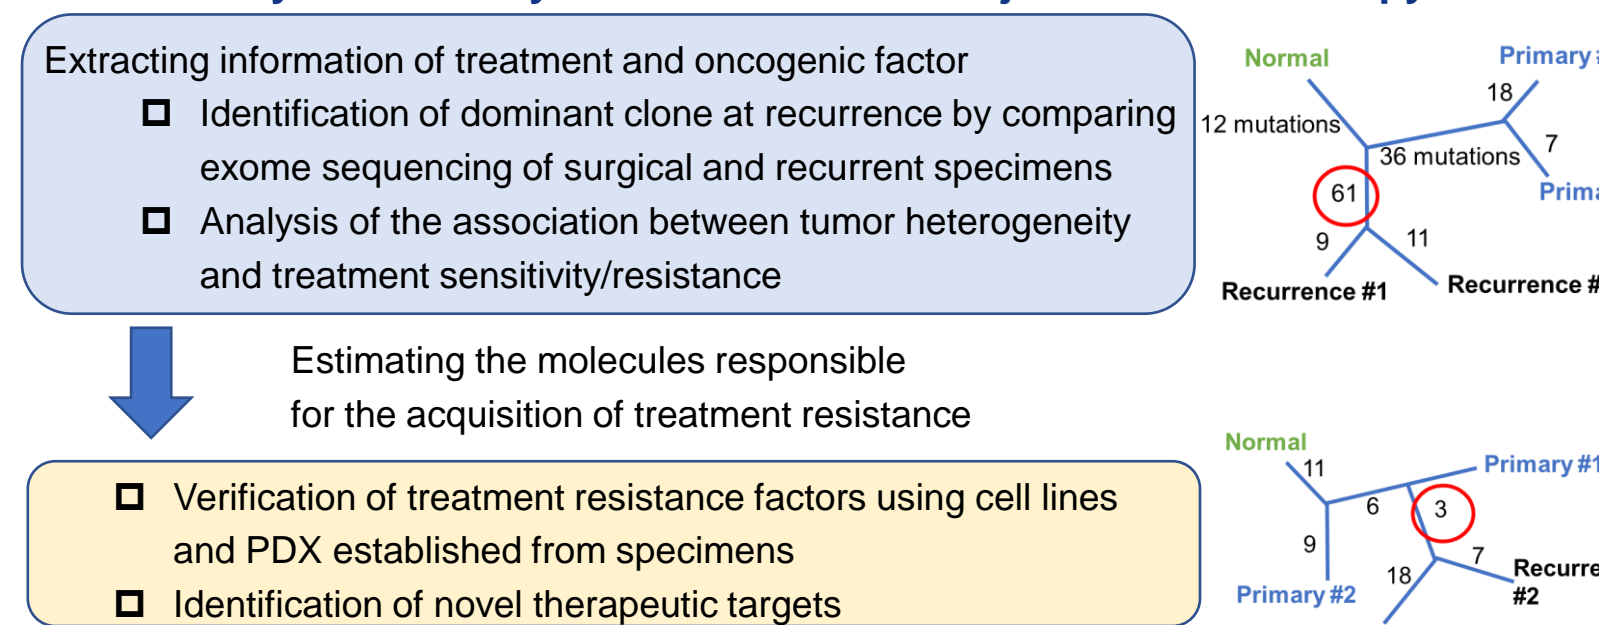 Extracting information of treatment and oncogenic factor
Identification of dominant clone at recurrence by comparing
exome sequencing of surgical and recurrent specimens
Analysis of the association between tumor heterogeneity
and treatment sensitivity/resistance
Estimating the molecules responsible
for the acquisition of treatment resistance
Verification of treatment resistance factors using cell lines
and PDX established from specimens
Identification of novel therapeutic targets
Normal
Primary
18
12 mutations
36 mutations
7
61
9
11
Recurrence #1
Recurrence #
Normal
11
Primary #1
6
3
9
7
18
Primary #2
#2